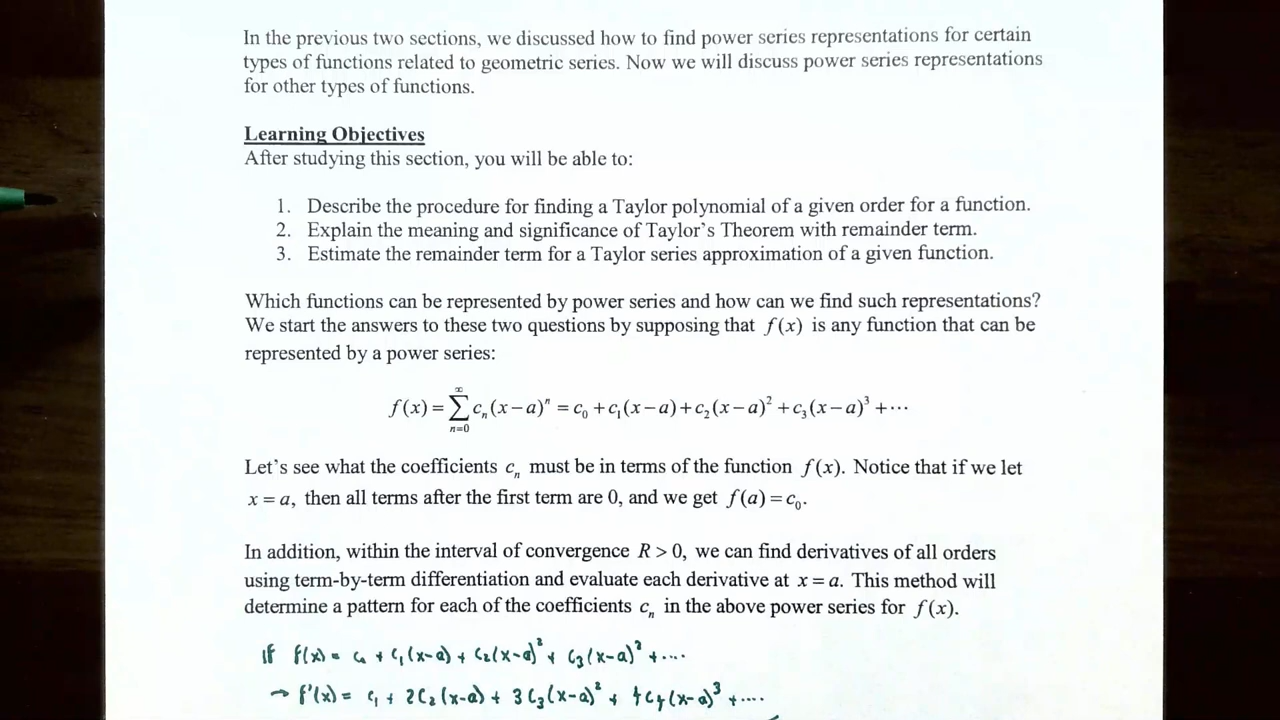 In the previous two sections, we discussed how to find power series representations for certain
types of functions related to geometric series. Now we will discuss power series representations
for other types of functions.
Learning Objectives
After studying this section, you will be able to:
1. Describe the procedure for finding a Taylor polynomial of a given order for a function.
2. Explain the meaning and significance of Taylor's Theorem with remainder term.
3. Estimate the remainder term for a Taylor series approximation of a given function.
Which functions can be represented by power series and how can we find such representations?
We start the answers to these two questions by supposing that f(x) is any function that can be
represented by a power series:
f(x) = ∑_{n=0}^{∞} c_n(x−a)^n = c_0 + c_1(x−a) + c_2(x−a)^2 + c_3(x−a)^3 + ⋯
Let's see what the coefficients c_n must be in terms of the function f(x). Notice that if we let
x = a, then all terms after the first term are 0, and we get f(a) = c_0.
In addition, within the interval of convergence R > 0, we can find derivatives of all orders
using term-by-term differentiation and evaluate each derivative at x = a. This method will
determine a pattern for each of the coefficients c_n in the above power series for f(x).
If f(x) = c_0 + c_1(x-a) + c_2(x-a)^2 + c_3(x-a)^3 + ....
→ f'(x) = c_1 + 2c_2(x-a) + 3c_3(x-a)^2 + 4c_4(x-a)^3 + ....